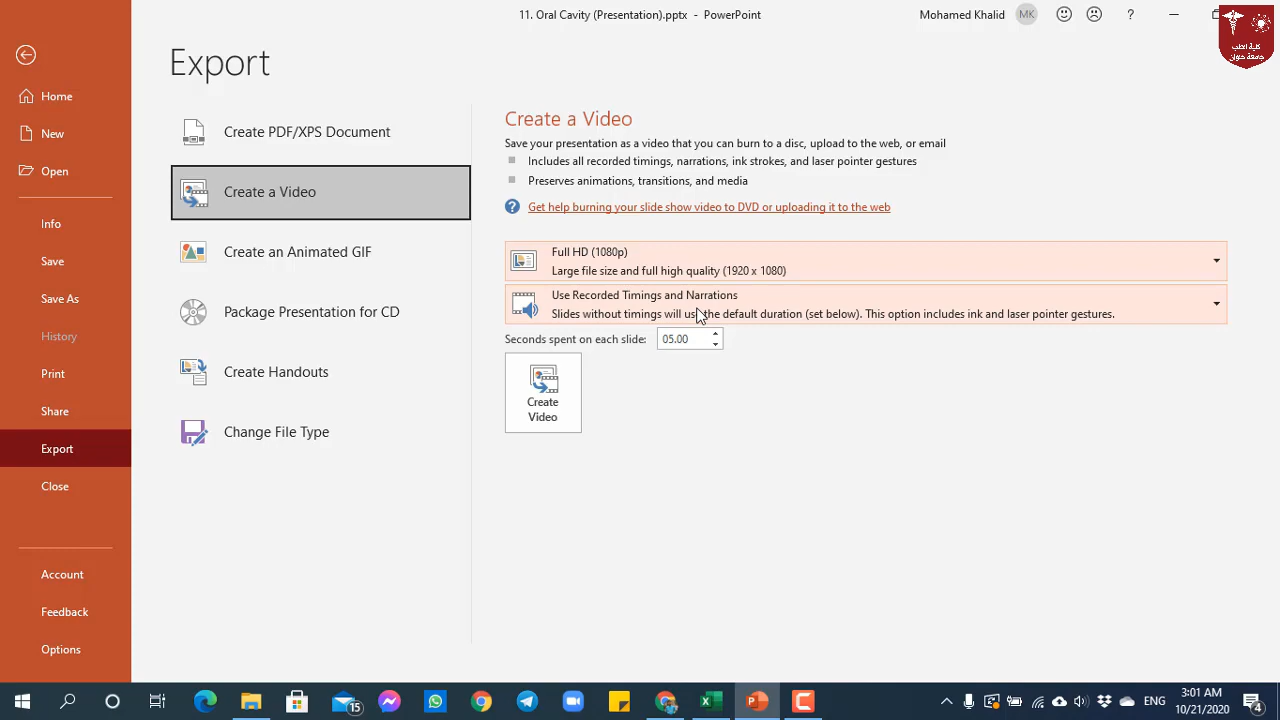 11. Oral Cavity (Presentation).pptx - PowerPoint
Mohamed Khalid
MK
?
كلية الطب
جامعة حلوان
Export
Home
New
Open
Info
Save
Save As
History
Print
Share
Export
Close
Account
Feedback
Options
Create PDF/XPS Document
Create a Video
Create an Animated GIF
Package Presentation for CD
Create Handouts
Change File Type
Create a Video
Save your presentation as a video that you can burn to a disc, upload to the web, or email
Includes all recorded timings, narrations, ink strokes, and laser pointer gestures
Preserves animations, transitions, and media
? Get help burning your slide show video to DVD or uploading it to the web
Full HD (1080p)
Large file size and full high quality (1920 x 1080)
Use Recorded Timings and Narrations
Slides without timings will use the default duration (set below). This option includes ink and laser pointer gestures.
Seconds spent on each slide: 05.00
Create
Video
15
ENG
3:01 AM
10/21/2020
4